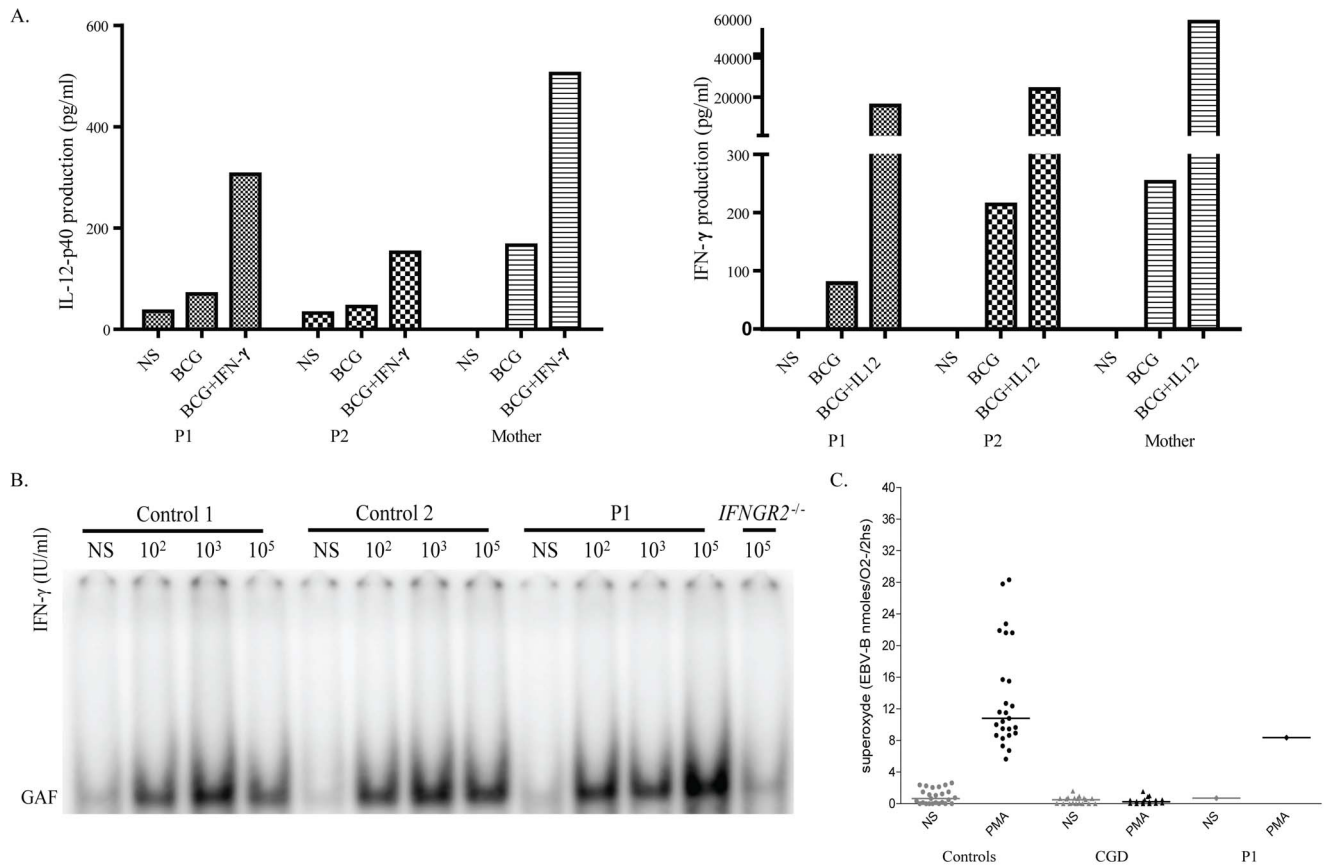 A.
600
400
200
0
IL-12-p40 production (pg/ml)
NS
BCG
BCG+IFN-γ
NS
BCG
BCG+IFN-γ
NS
BCG
BCG+IFN-γ
P1
P2
Mother
60000
40000
20000
300
200
100
0
IFN-γ production (pg/ml)
NS
BCG
BCG+IL12
NS
BCG
BCG+IL12
NS
BCG
BCG+IL12
P1
P2
Mother
B.
Control 1
Control 2
P1
IFNGR2-/-
IFN-γ (IU/ml)
NS 10² 10³ 10⁵ NS 10² 10³ 10⁵ NS 10² 10³ 10⁵ 10⁵
GAF
C.
40
36
32
28
24
20
16
12
8
4
0
superoxyde (EBV-B nmoles/O2-/2hs)
NS
PMA
NS
PMA
NS
PMA
Controls
CGD
P1